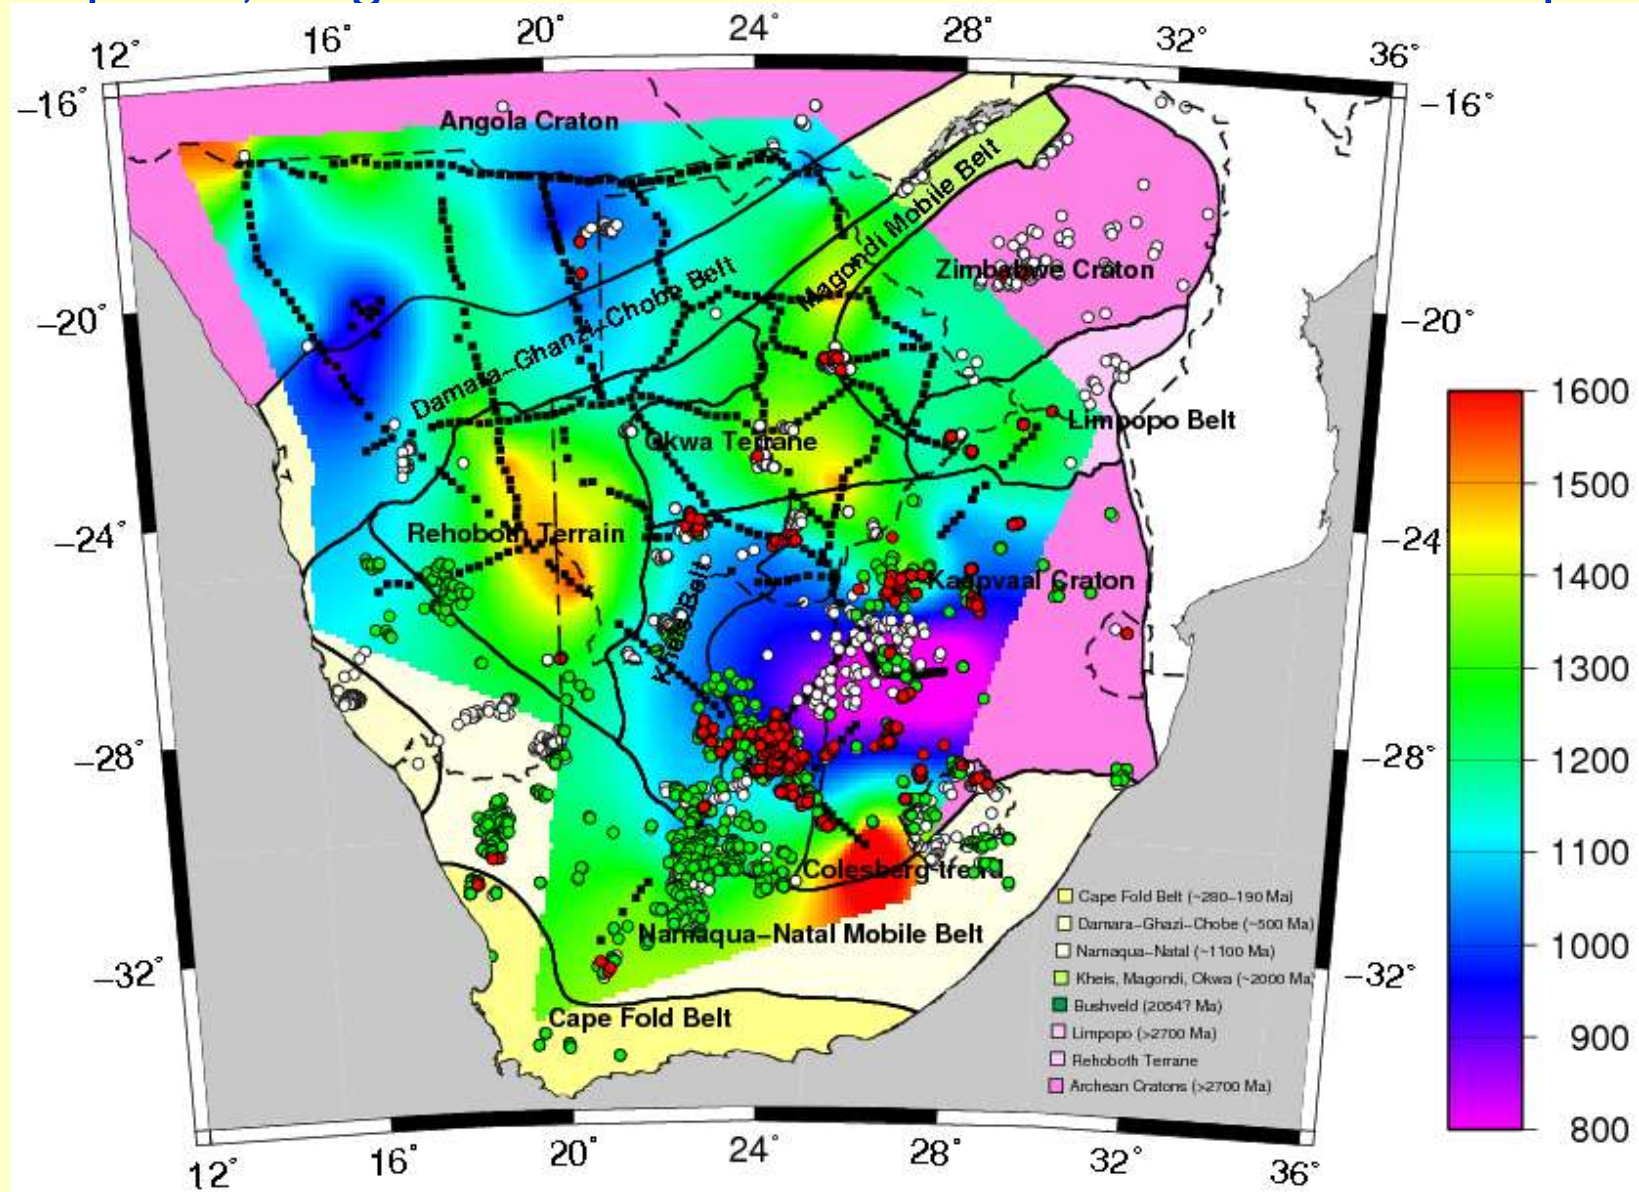 12° 16° 20° 24° 28° 32° 36°
−16° −16°
Angola Craton
Magondi Mobile Belt
Zimbabwe Craton
Damara−Ghanzi−Chobe Belt
−20° −20°
Limpopo Belt
Okwa Terrane
Rehoboth Terrain
−24° −24°
Kaapvaal Craton
Kheis Belt
−28° −28°
Colesberg trend
Namaqua−Natal Mobile Belt
−32° −32°
Cape Fold Belt
Cape Fold Belt (~280−190 Ma)
Damara−Ghazi−Chobe (~500 Ma)
Namaqua−Natal (~1100 Ma)
Kheis, Magondi, Okwa (~2000 Ma)
Bushveld (2054? Ma)
Limpopo (>2700 Ma)
Rehoboth Terrane
Archean Cratons (>2700 Ma)
12° 16° 20° 24° 28° 32° 36°
1600
1500
1400
1300
1200
1100
1000
900
800